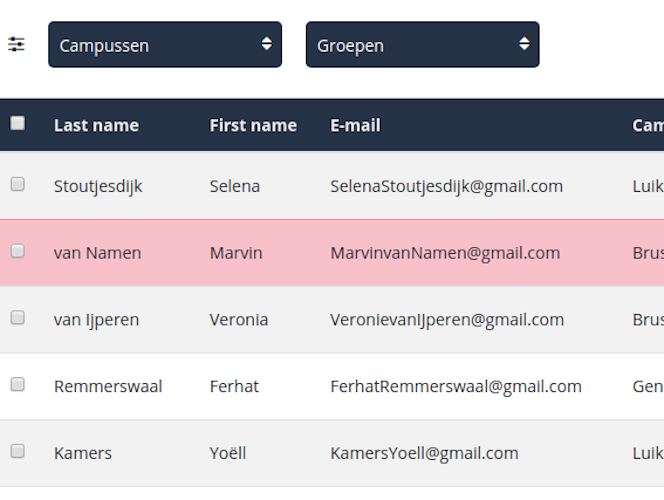 Campussen Groepen
Last name First name E-mail Cam
Stoutjesdijk Selena SelenaStoutjesdijk@gmail.com Luik
van Namen Marvin MarvinvanNamen@gmail.com Brus
van Ijperen Veronia VeronievanIJperen@gmail.com Brus
Remmerswaal Ferhat FerhatRemmerswaal@gmail.com Gen
Kamers Yoëll KamersYoell@gmail.com Luik